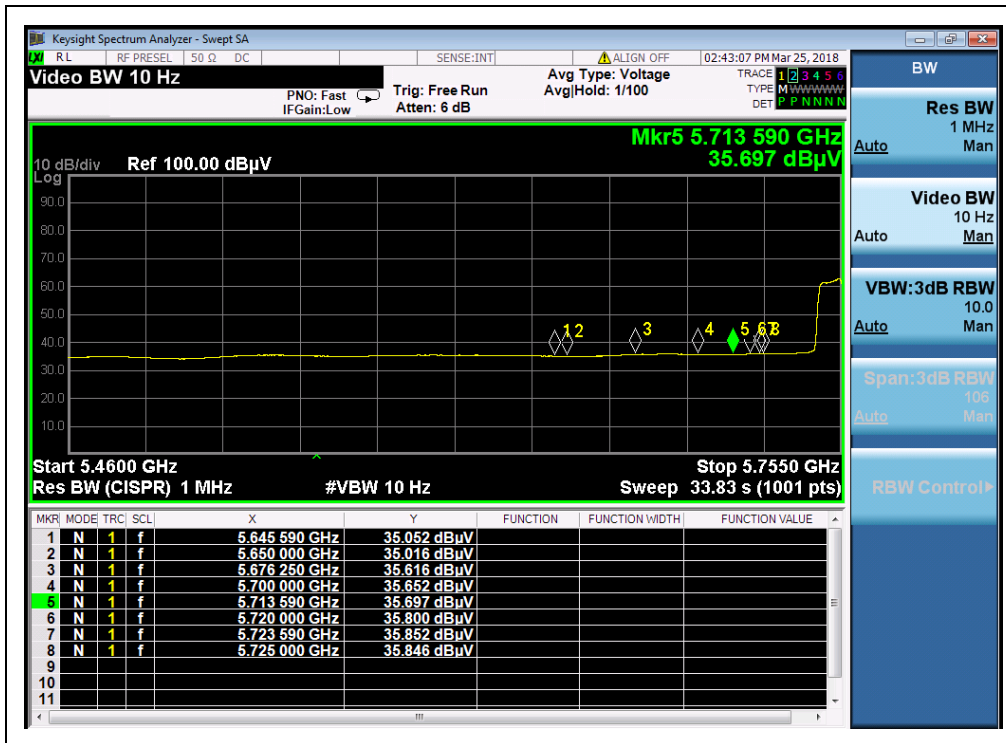 Keysight Spectrum Analyzer - Swept SA
LXI RL RF PRESEL 50 Ω DC SENSE:INT ALIGN OFF 02:43:07 PM Mar 25, 2018
Video BW 10 Hz
PNO: Fast
IFGain:Low
Trig: Free Run
Atten: 6 dB
Avg Type: Voltage
Avg|Hold: 1/100
TRACE 1 2 3 4 5 6
TYPE M W W W W W
DET P P N N N N
Mkr5 5.713 590 GHz
35.697 dBµV
10 dB/div Ref 100.00 dBµV
Log
90.0
80.0
70.0
60.0
50.0
40.0
30.0
20.0
10.0
1 2 3 4 5 6 7 8
Start 5.4600 GHz Stop 5.7550 GHz
Res BW (CISPR) 1 MHz #VBW 10 Hz Sweep 33.83 s (1001 pts)
MKR MODE TRC SCL X Y FUNCTION FUNCTION WIDTH FUNCTION VALUE
1 N 1 f 5.645 590 GHz 35.052 dBµV
2 N 1 f 5.650 000 GHz 35.016 dBµV
3 N 1 f 5.676 250 GHz 35.616 dBµV
4 N 1 f 5.700 000 GHz 35.652 dBµV
5 N 1 f 5.713 590 GHz 35.697 dBµV
6 N 1 f 5.720 000 GHz 35.800 dBµV
7 N 1 f 5.723 590 GHz 35.852 dBµV
8 N 1 f 5.725 000 GHz 35.846 dBµV
9
10
11
BW
Res BW
1 MHz
Auto Man
Video BW
10 Hz
Auto Man
VBW:3dB RBW
10.0
Auto Man
Span:3dB RBW
106
Auto Man
RBW Control